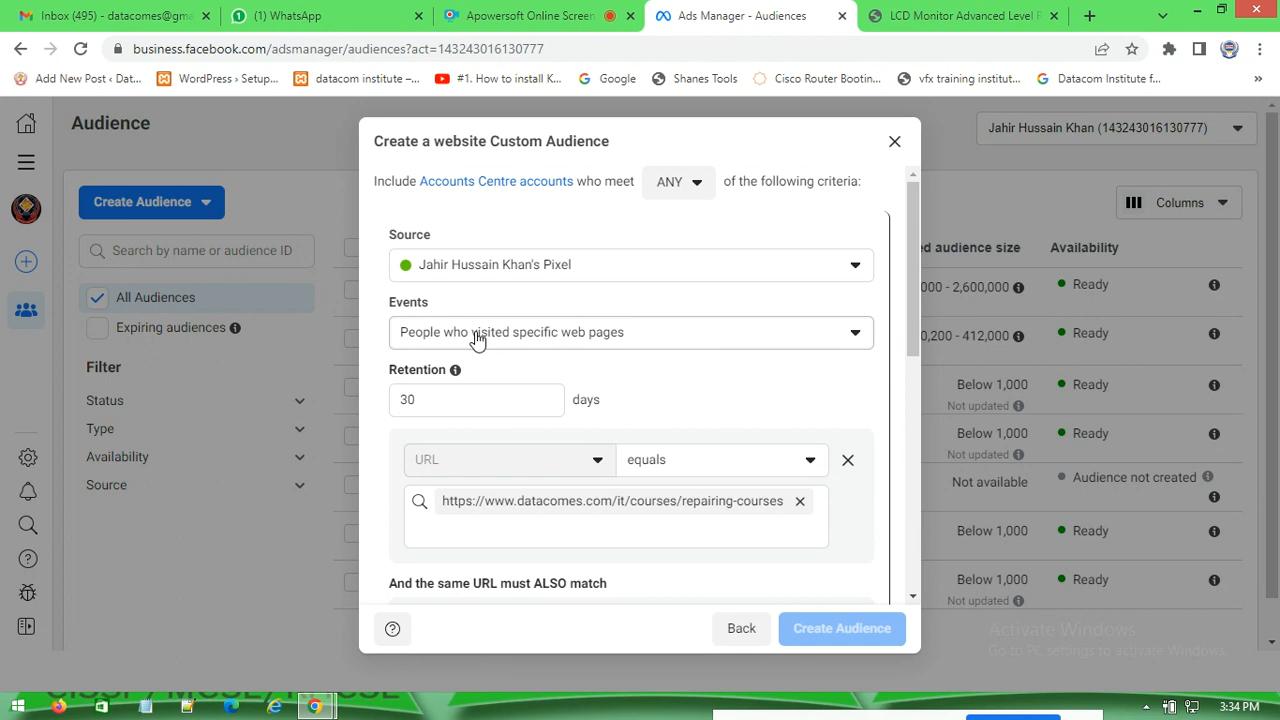 Inbox (495) - datacomes@gma
(1) WhatsApp
Apowersoft Online Screen
Ads Manager - Audiences
LCD Monitor Advanced Level R
business.facebook.com/adsmanager/audiences?act=143243016130777
Add New Post ‹ Dat...
WordPress › Setup...
datacom institute –...
#1. How to install K...
Google
Shanes Tools
Cisco Router Bootin...
vfx training institut...
Datacom Institute f...
»
Audience
Jahir Hussain Khan (143243016130777)
Create Audience
Columns
Search by name or audience ID
All Audiences
Expiring audiences
Filter
Status
Type
Availability
Source
Create a website Custom Audience
Include Accounts Centre accounts who meet ANY of the following criteria:
Source
Jahir Hussain Khan's Pixel
Events
People who visited specific web pages
Retention
30 days
URL equals
https://www.datacomes.com/it/courses/repairing-courses
And the same URL must ALSO match
Back
Create Audience
ed audience size
Availability
000 - 2,600,000
Ready
0,200 - 412,000
Ready
Below 1,000
Ready
Not updated
Below 1,000
Ready
Not updated
Not available
Audience not created
Below 1,000
Ready
Below 1,000
Ready
Not updated
Activate Windows
Go to PC settings to activate Windows.
3:34 PM